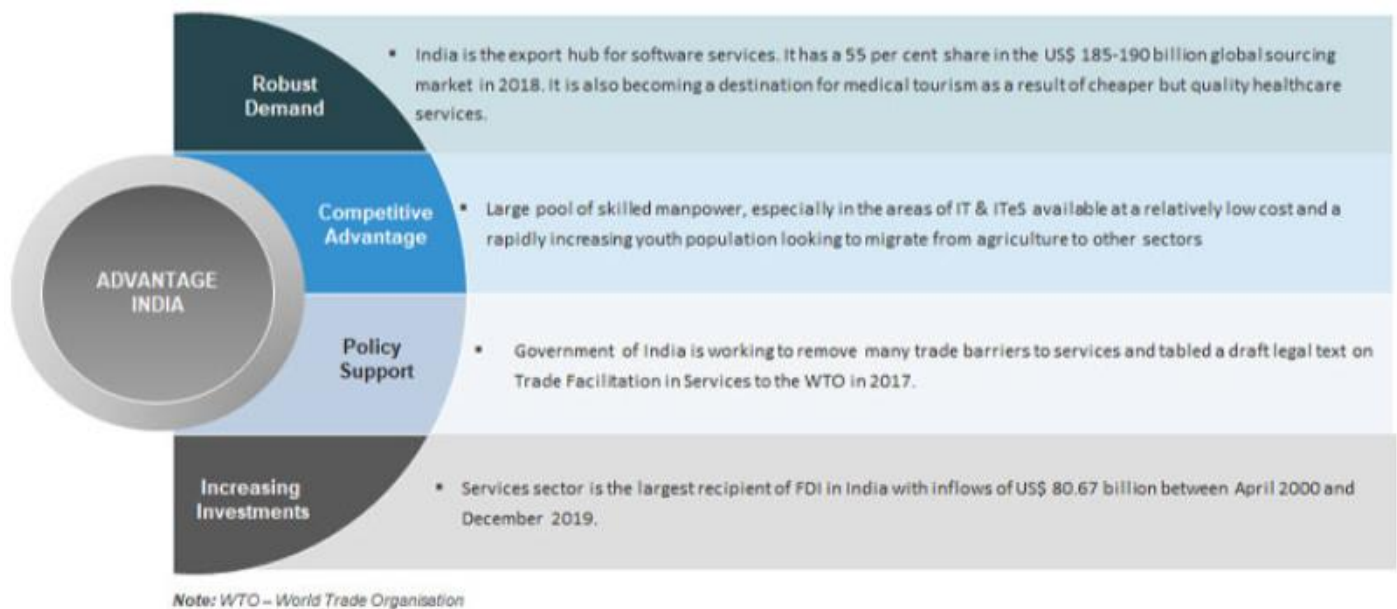 Robust
Demand
▪ India is the export hub for software services. It has a 55 per cent share in the US$ 185-190 billion global sourcing
market in 2018. It is also becoming a destination for medical tourism as a result of cheaper but quality healthcare
services.
Competitive
Advantage
▪ Large pool of skilled manpower, especially in the areas of IT & ITeS available at a relatively low cost and a
rapidly increasing youth population looking to migrate from agriculture to other sectors
ADVANTAGE
INDIA
Policy
Support
▪ Government of India is working to remove many trade barriers to services and tabled a draft legal text on
Trade Facilitation in Services to the WTO in 2017.
Increasing
Investments
▪ Services sector is the largest recipient of FDI in India with inflows of US$ 80.67 billion between April 2000 and
December 2019.
Note: WTO – World Trade Organisation